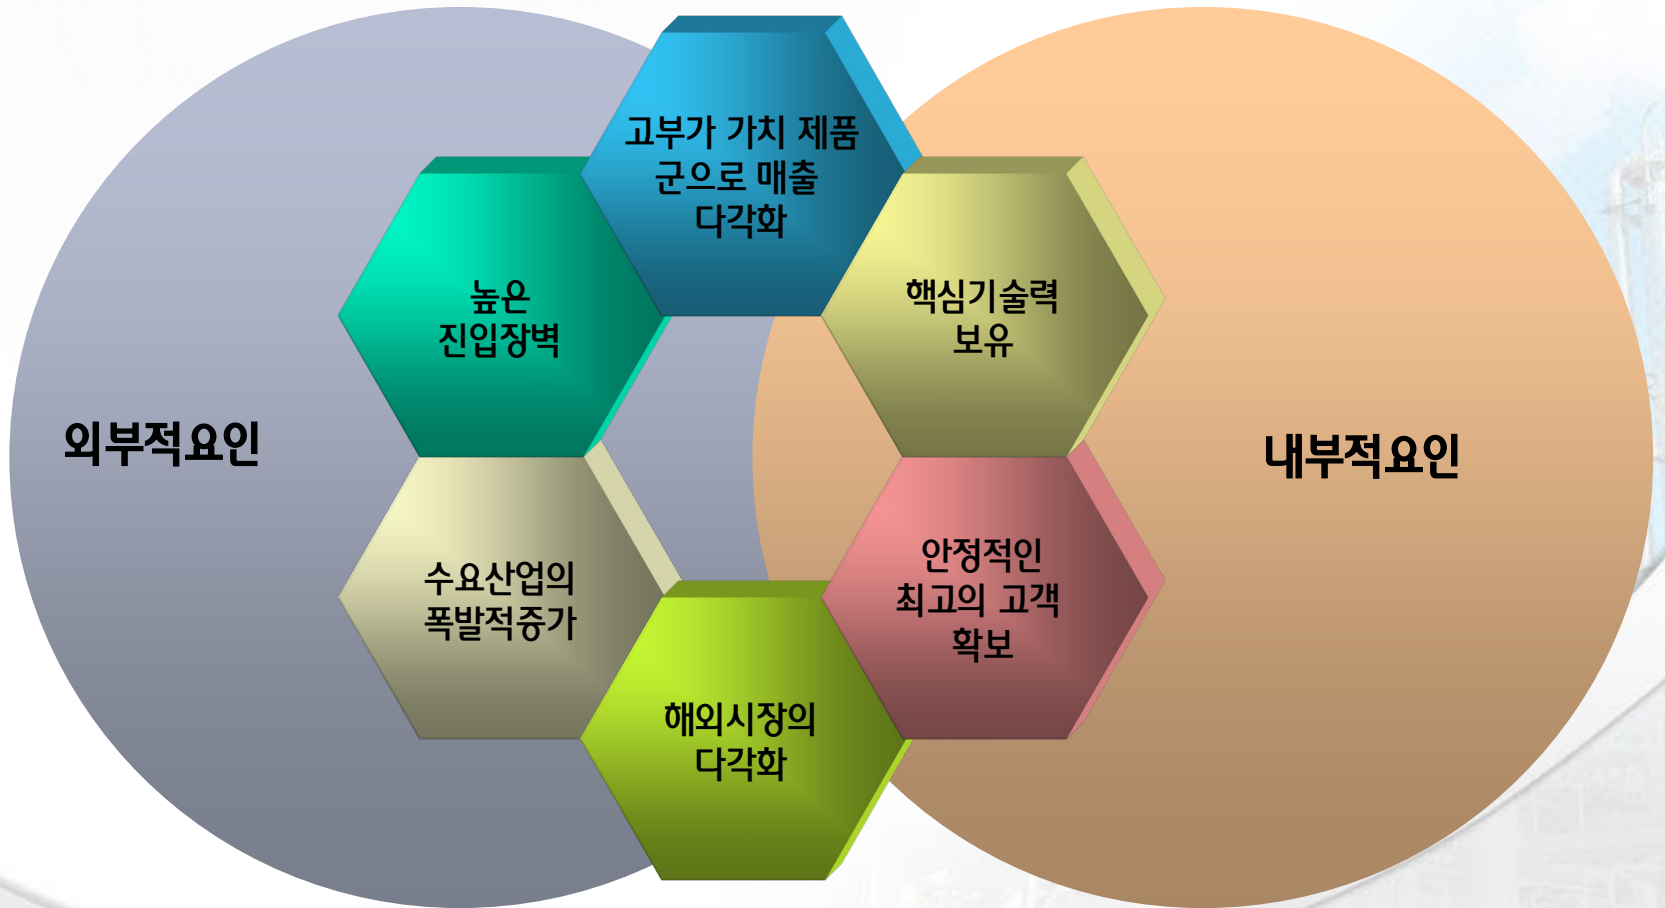 고부가 가치 제품
군으로 매출
다각화
높은
진입장벽
핵심기술력
보유
외부적요인
내부적요인
수요산업의
폭발적증가
안정적인
최고의 고객
확보
해외시장의
다각화